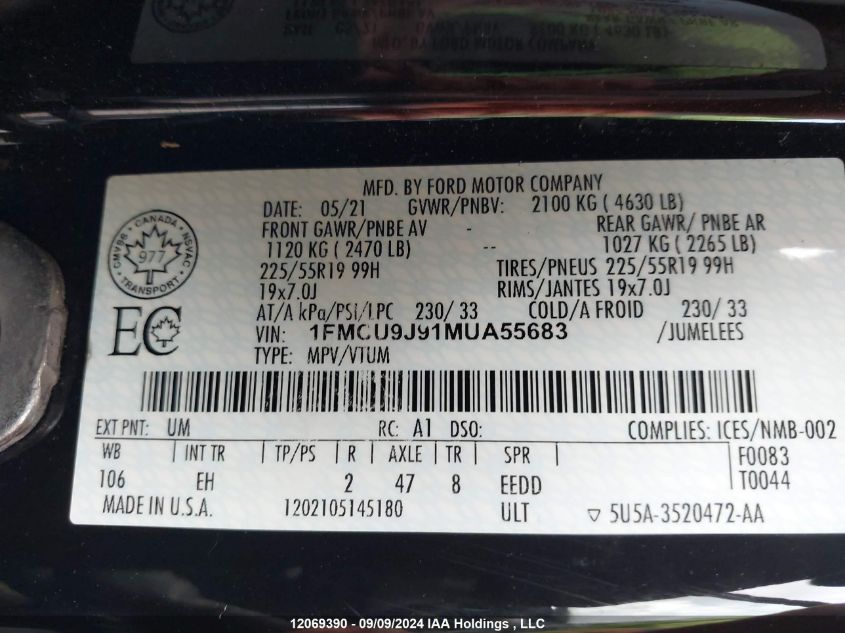 MFD. BY FORD MOTOR COMPANY
DATE: 05/21 GVWR/PNBV: 2100 KG ( 4630 LB)
FRONT GAWR/PNBE AV - REAR GAWR/ PNBE AR
1120 KG ( 2470 LB) -- 1027 KG ( 2265 LB)
225/55R19 99H TIRES/PNEUS 225/55R19 99H
19x7.0J RIMS/JANTES 19x7.0J
AT/A kPa/PSI/LPC 230/ 33 COLD/A FROID 230/ 33
VIN: 1FMCU9J91MUA55683 /JUMELEES
TYPE: MPV/VTUM
CANADA
CMVSS NSVAC
977
TRANSPORT
EC
EXT PNT: UM RC: A1 DSO: COMPLIES: ICES/NMB-002
WB INT TR TP/PS R AXLE TR SPR F0083
106 EH 2 47 8 EEDD T0044
MADE IN U.S.A. 1202105145180 ULT 5U5A-3520472-AA
12069390 - 09/09/2024 IAA Holdings , LLC